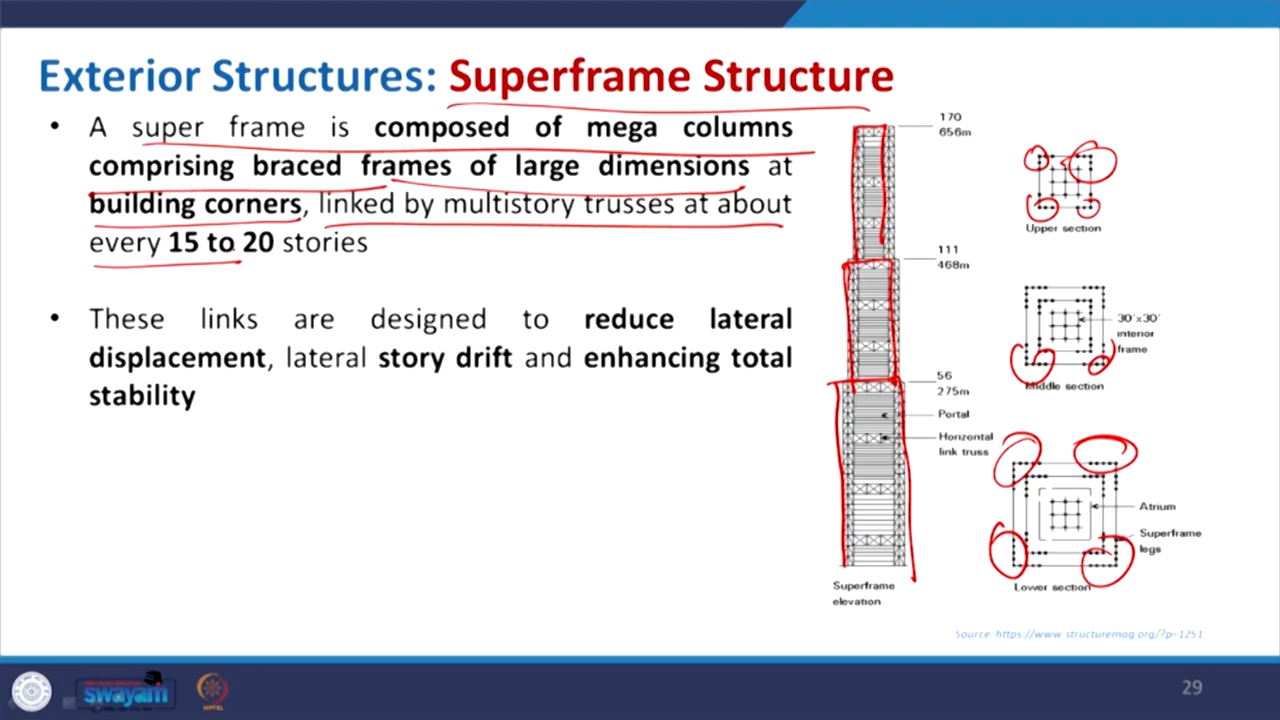 Exterior Structures: Superframe Structure
• A super frame is composed of mega columns
comprising braced frames of large dimensions at
building corners, linked by multistory trusses at about
every 15 to 20 stories
• These links are designed to reduce lateral
displacement, lateral story drift and enhancing total
stability
170
656m
111
468m
56
275m
Portal
Horizontal
link truss
Superframe
elevation
Upper section
30'x30'
interior
frame
Middle section
Atrium
Superframe
legs
Lower section
Source: https://www.structuremag.org/?p=1251
swayam
NPTEL
29